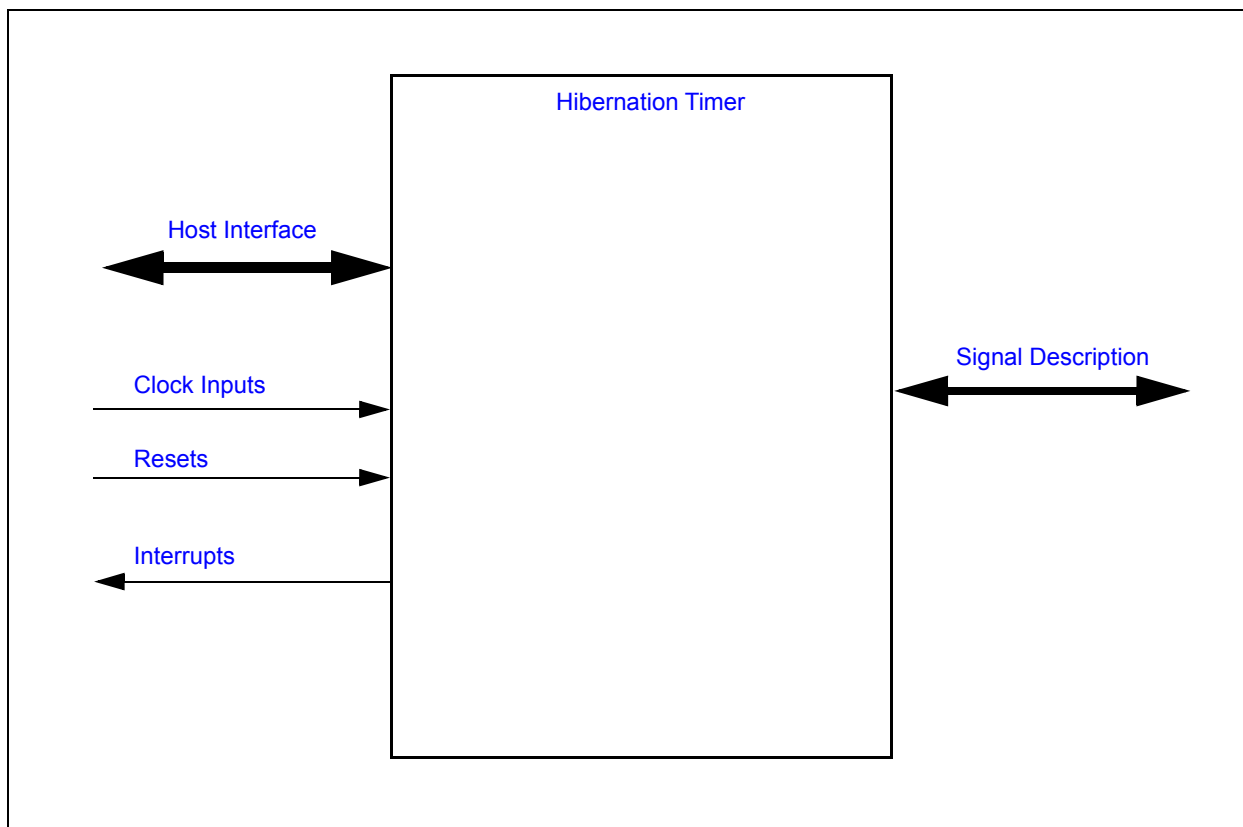 Hibernation Timer
Host Interface
Signal Description
Clock Inputs
Resets
Interrupts